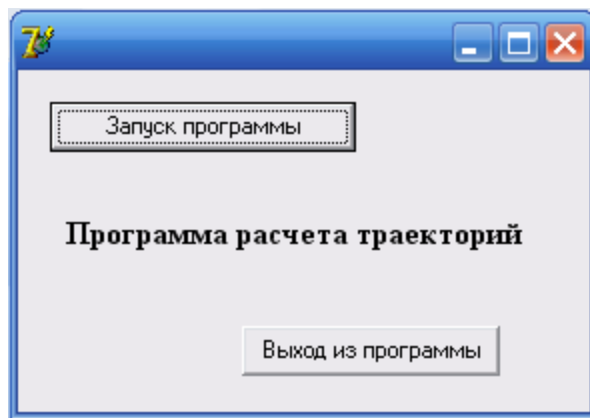 Запуск программы
Программа расчета траекторий
Выход из программы